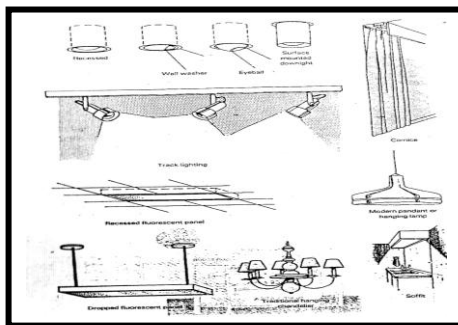 Recessed
Wall washer
Eyeball
Surface
mounted
downlight
Cornice
Track lighting
Recessed fluorescent panel
Modern pendant or
hanging lamp
Dropped fluorescent
Traditional hanging
chandelier
Soffit